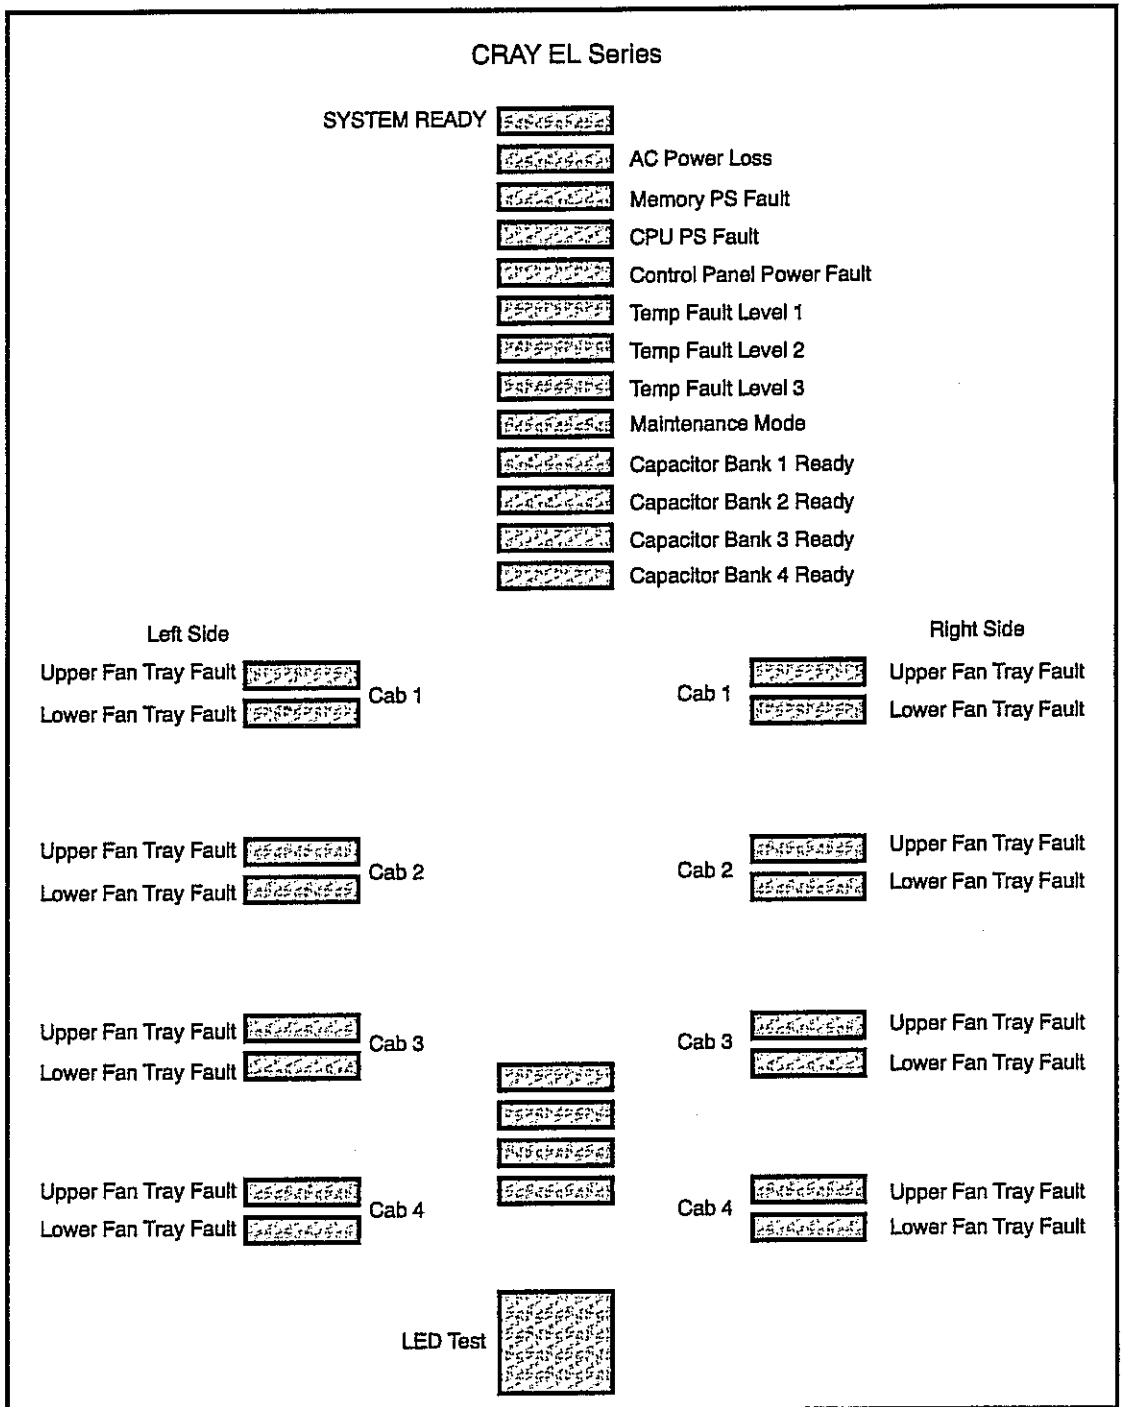 CRAY EL Series
SYSTEM READY
AC Power Loss
Memory PS Fault
CPU PS Fault
Control Panel Power Fault
Temp Fault Level 1
Temp Fault Level 2
Temp Fault Level 3
Maintenance Mode
Capacitor Bank 1 Ready
Capacitor Bank 2 Ready
Capacitor Bank 3 Ready
Capacitor Bank 4 Ready
Left Side
Upper Fan Tray Fault
Cab 1
Lower Fan Tray Fault
Upper Fan Tray Fault
Cab 2
Lower Fan Tray Fault
Upper Fan Tray Fault
Cab 3
Lower Fan Tray Fault
Upper Fan Tray Fault
Cab 4
Lower Fan Tray Fault
Right Side
Upper Fan Tray Fault
Cab 1
Lower Fan Tray Fault
Upper Fan Tray Fault
Cab 2
Lower Fan Tray Fault
Upper Fan Tray Fault
Cab 3
Lower Fan Tray Fault
Upper Fan Tray Fault
Cab 4
Lower Fan Tray Fault
LED Test